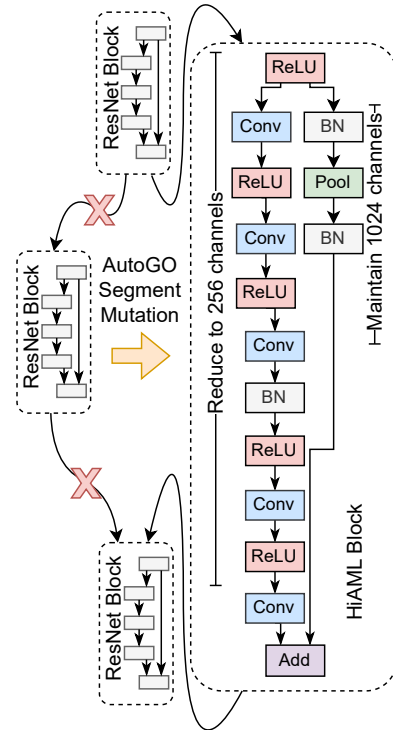 ResNet Block
X
ResNet Block
AutoGO
Segment
Mutation
X
ResNet Block
Reduce to 256 channels
ReLU
Conv
BN
ReLU
Pool
Conv
BN
ReLU
Conv
BN
ReLU
Conv
ReLU
Conv
Add
Maintain 1024 channels
HiAML Block